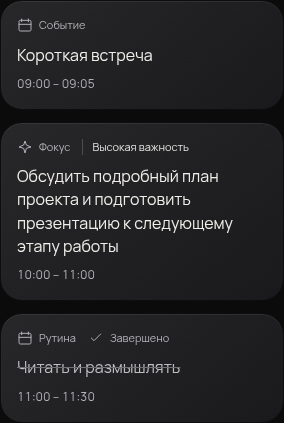 Событие
Короткая встреча
09:00 – 09:05
Фокус Высокая важность
Обсудить подробный план
проекта и подготовить
презентацию к следующему
этапу работы
10:00 – 11:00
Рутина Завершено
Читать и размышлять
11:00 – 11:30